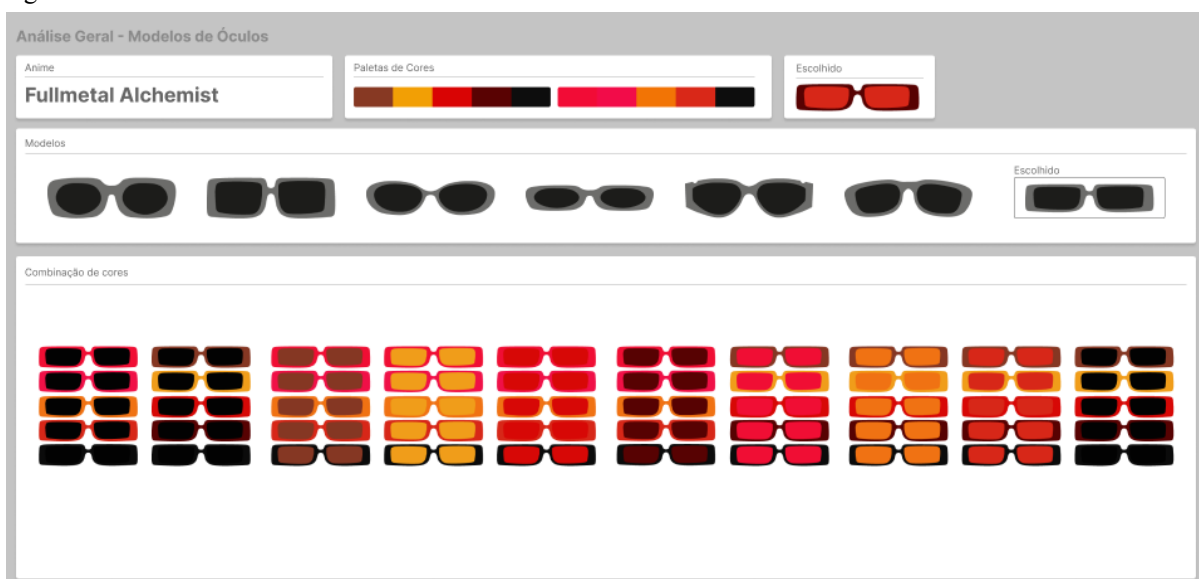 Análise Geral - Modelos de Óculos
Anime
Paletas de Cores
Escolhido
Fullmetal Alchemist
Modelos
Escolhido
Combinação de cores